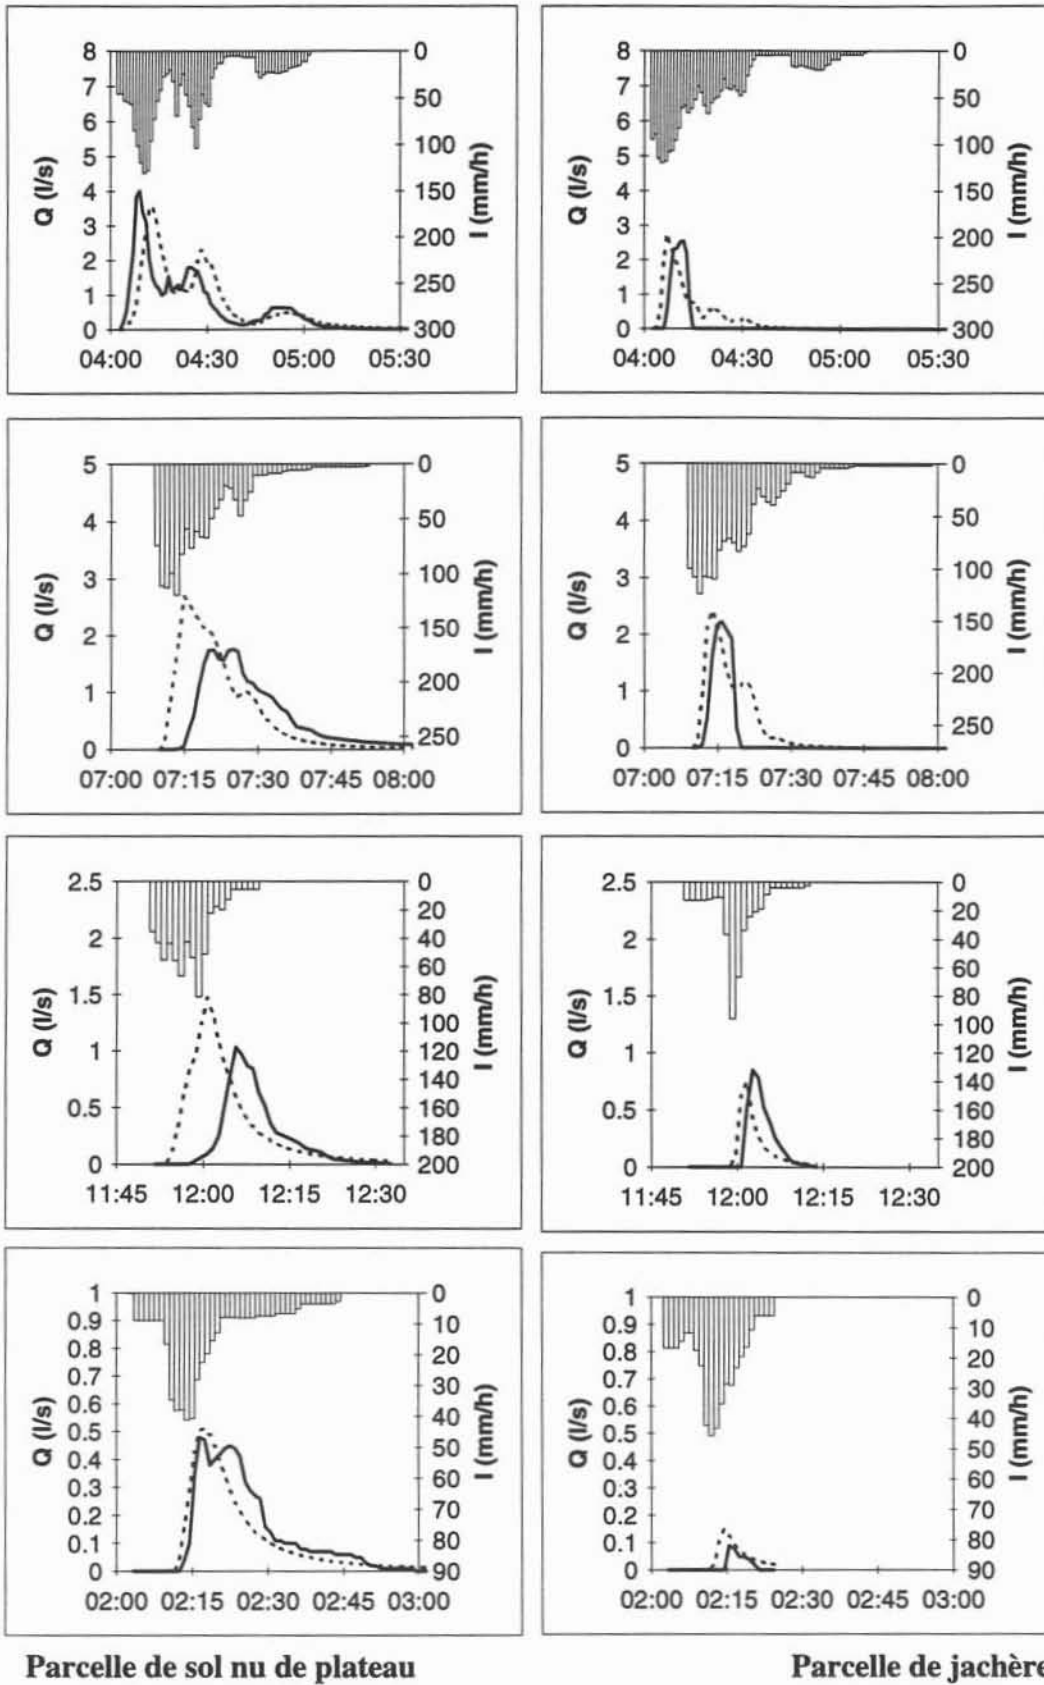 8 7 6 5 4 3 2 1 0
Q (l/s)
0 50 100 150 200 250 300
I (mm/h)
04:00 04:30 05:00 05:30
8 7 6 5 4 3 2 1 0
Q (l/s)
0 50 100 150 200 250 300
I (mm/h)
04:00 04:30 05:00 05:30
5 4 3 2 1 0
Q (l/s)
0 50 100 150 200 250
I (mm/h)
07:00 07:15 07:30 07:45 08:00
5 4 3 2 1 0
Q (l/s)
0 50 100 150 200 250
I (mm/h)
07:00 07:15 07:30 07:45 08:00
2.5 2 1.5 1 0.5 0
Q (l/s)
0 20 40 60 80 100 120 140 160 180 200
I (mm/h)
11:45 12:00 12:15 12:30
2.5 2 1.5 1 0.5 0
Q (l/s)
0 20 40 60 80 100 120 140 160 180 200
I (mm/h)
11:45 12:00 12:15 12:30
1 0.9 0.8 0.7 0.6 0.5 0.4 0.3 0.2 0.1 0
Q (l/s)
0 10 20 30 40 50 60 70 80 90
I (mm/h)
02:00 02:15 02:30 02:45 03:00
1 0.9 0.8 0.7 0.6 0.5 0.4 0.3 0.2 0.1 0
Q (l/s)
0 10 20 30 40 50 60 70 80 90
I (mm/h)
02:00 02:15 02:30 02:45 03:00
Parcelle de sol nu de plateau
Parcelle de jachère